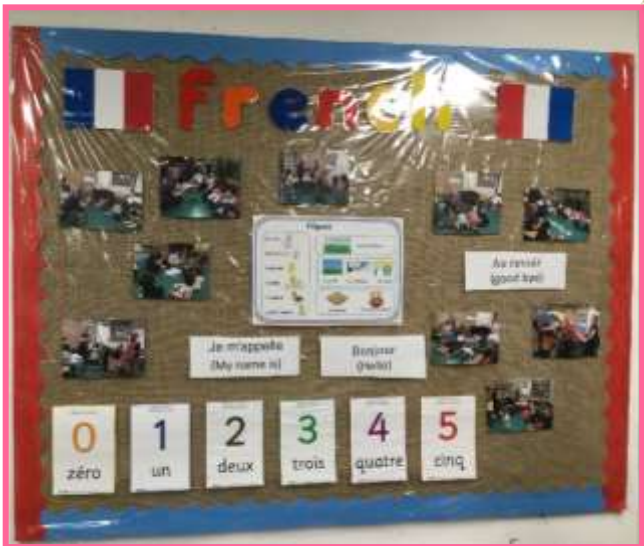 French
Pâques
Au revoir
(good bye)
Je m'appelle
(My name is)
Bonjour
(Hello)
0
zéro
1
un
2
deux
3
trois
4
quatre
5
cinq